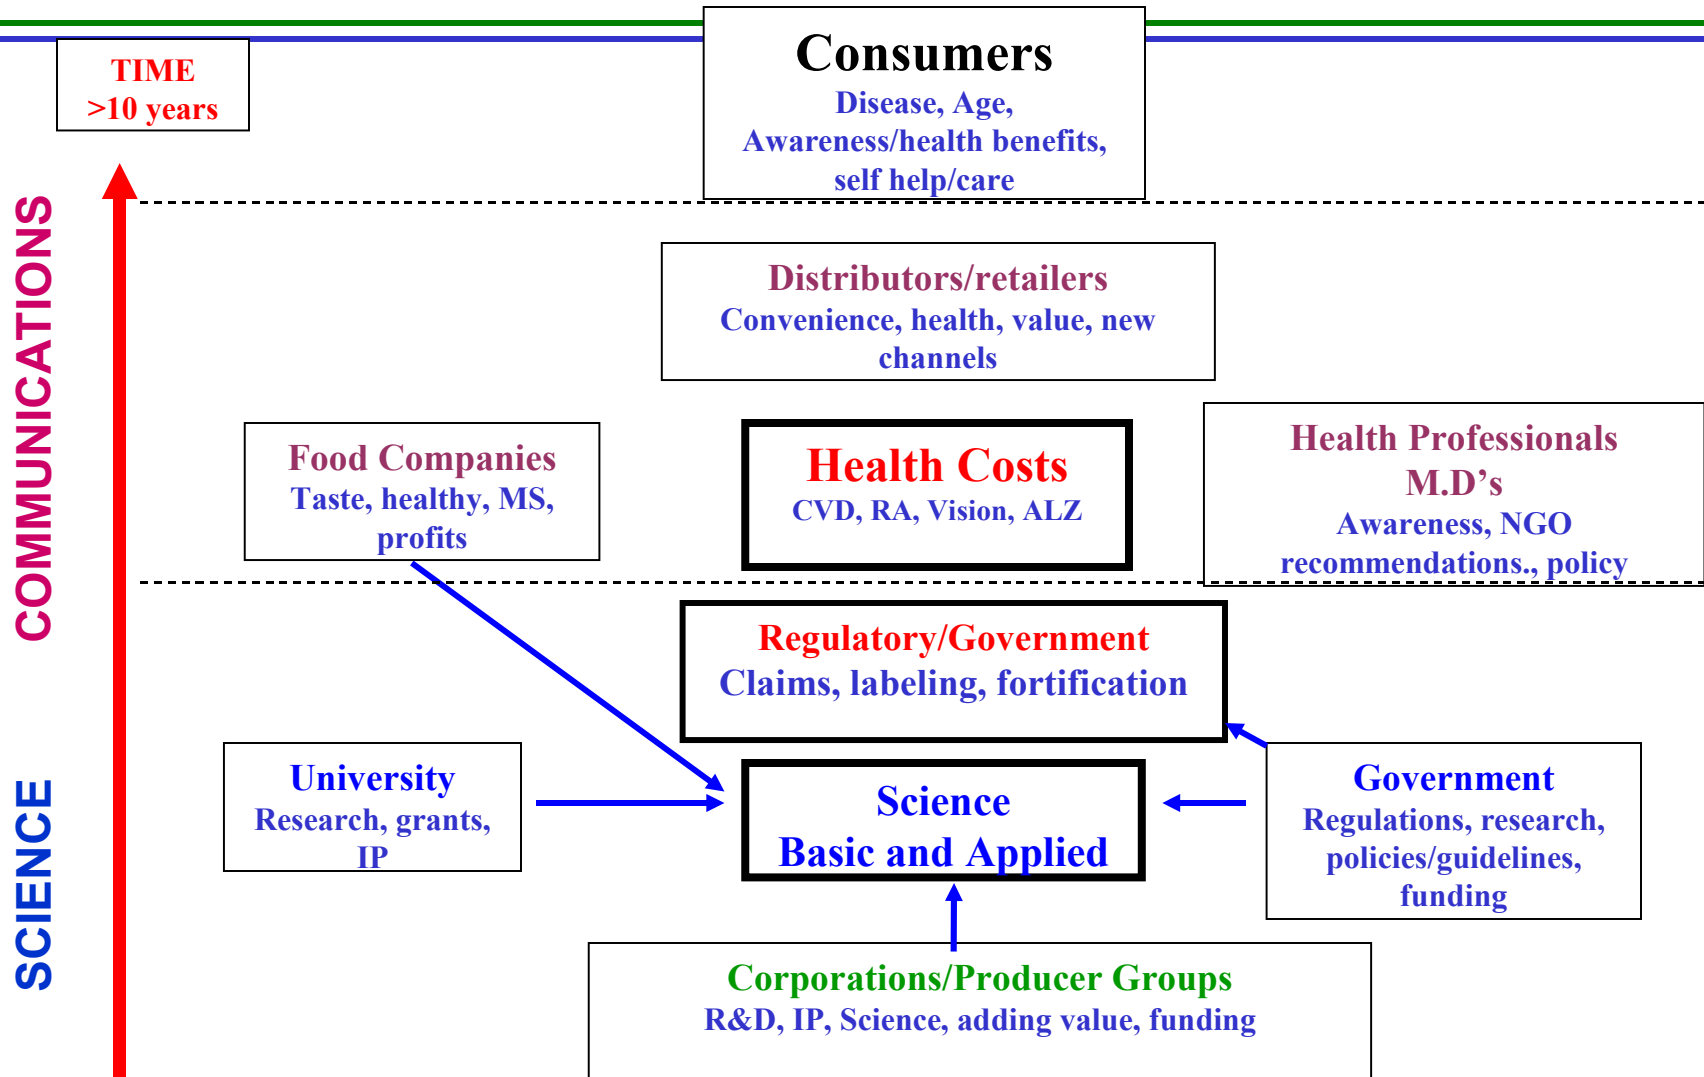 TIME
>10 years
Consumers
Disease, Age,
Awareness/health benefits,
self help/care
COMMUNICATIONS
Distributors/retailers
Convenience, health, value, new
channels
Food Companies
Taste, healthy, MS,
profits
Health Costs
CVD, RA, Vision, ALZ
Health Professionals
M.D’s
Awareness, NGO
recommendations., policy
Regulatory/Government
Claims, labeling, fortification
SCIENCE
University
Research, grants,
IP
Science
Basic and Applied
Government
Regulations, research,
policies/guidelines,
funding
Corporations/Producer Groups
R&D, IP, Science, adding value, funding